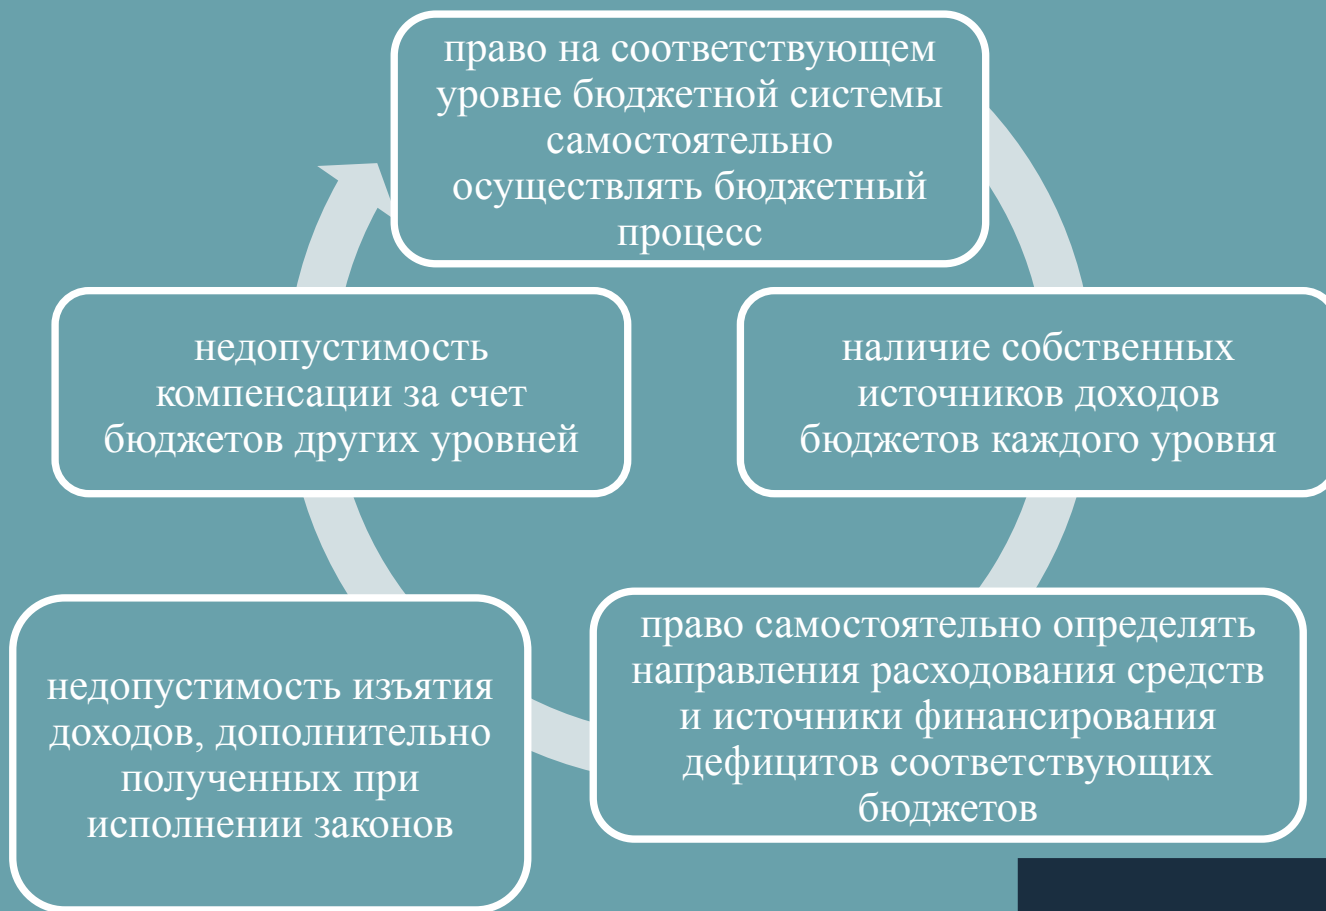 право на соответствующем
уровне бюджетной системы
самостоятельно
осуществлять бюджетный
процесс
наличие собственных
источников доходов
бюджетов каждого уровня
право самостоятельно определять
направления расходования средств
и источники финансирования
дефицитов соответствующих
бюджетов
недопустимость изъятия
доходов, дополнительно
полученных при
исполнении законов
недопустимость
компенсации за счет
бюджетов других уровней